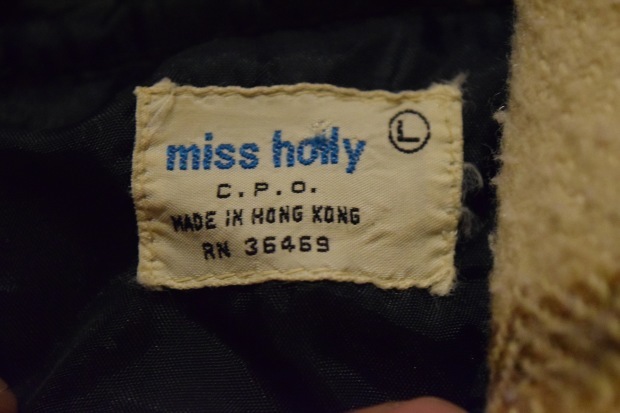 miss holly Ⓛ
C.P.O.
MADE IN HONG KONG
RN 36469